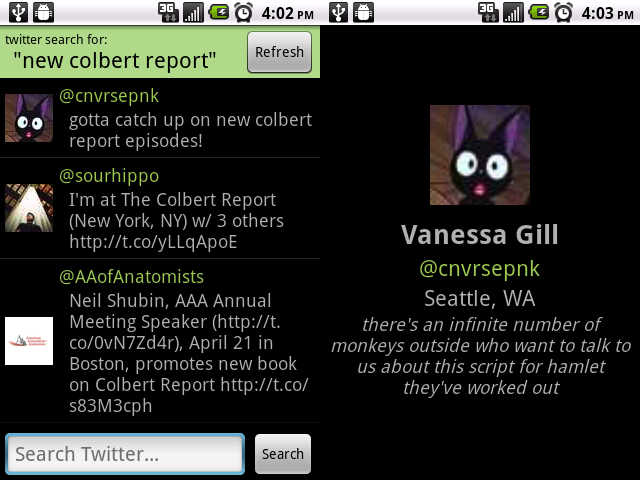 3G 4:02 PM
twitter search for:
"new colbert report"
Refresh
@cnvrsepnk
gotta catch up on new colbert
report episodes!
@sourhippo
I'm at The Colbert Report
(New York, NY) w/ 3 others
http://t.co/yLLqApoE
@AAofAnatomists
Neil Shubin, AAA Annual
Meeting Speaker (http://t.
co/0vN7Zd4r), April 21 in
Boston, promotes new book
on Colbert Report http://t.co/
s83M3cph
Search Twitter...
Search
3G 4:03 PM
Vanessa Gill
@cnvrsepnk
Seattle, WA
there's an infinite number of
monkeys outside who want to talk to
us about this script for hamlet
they've worked out